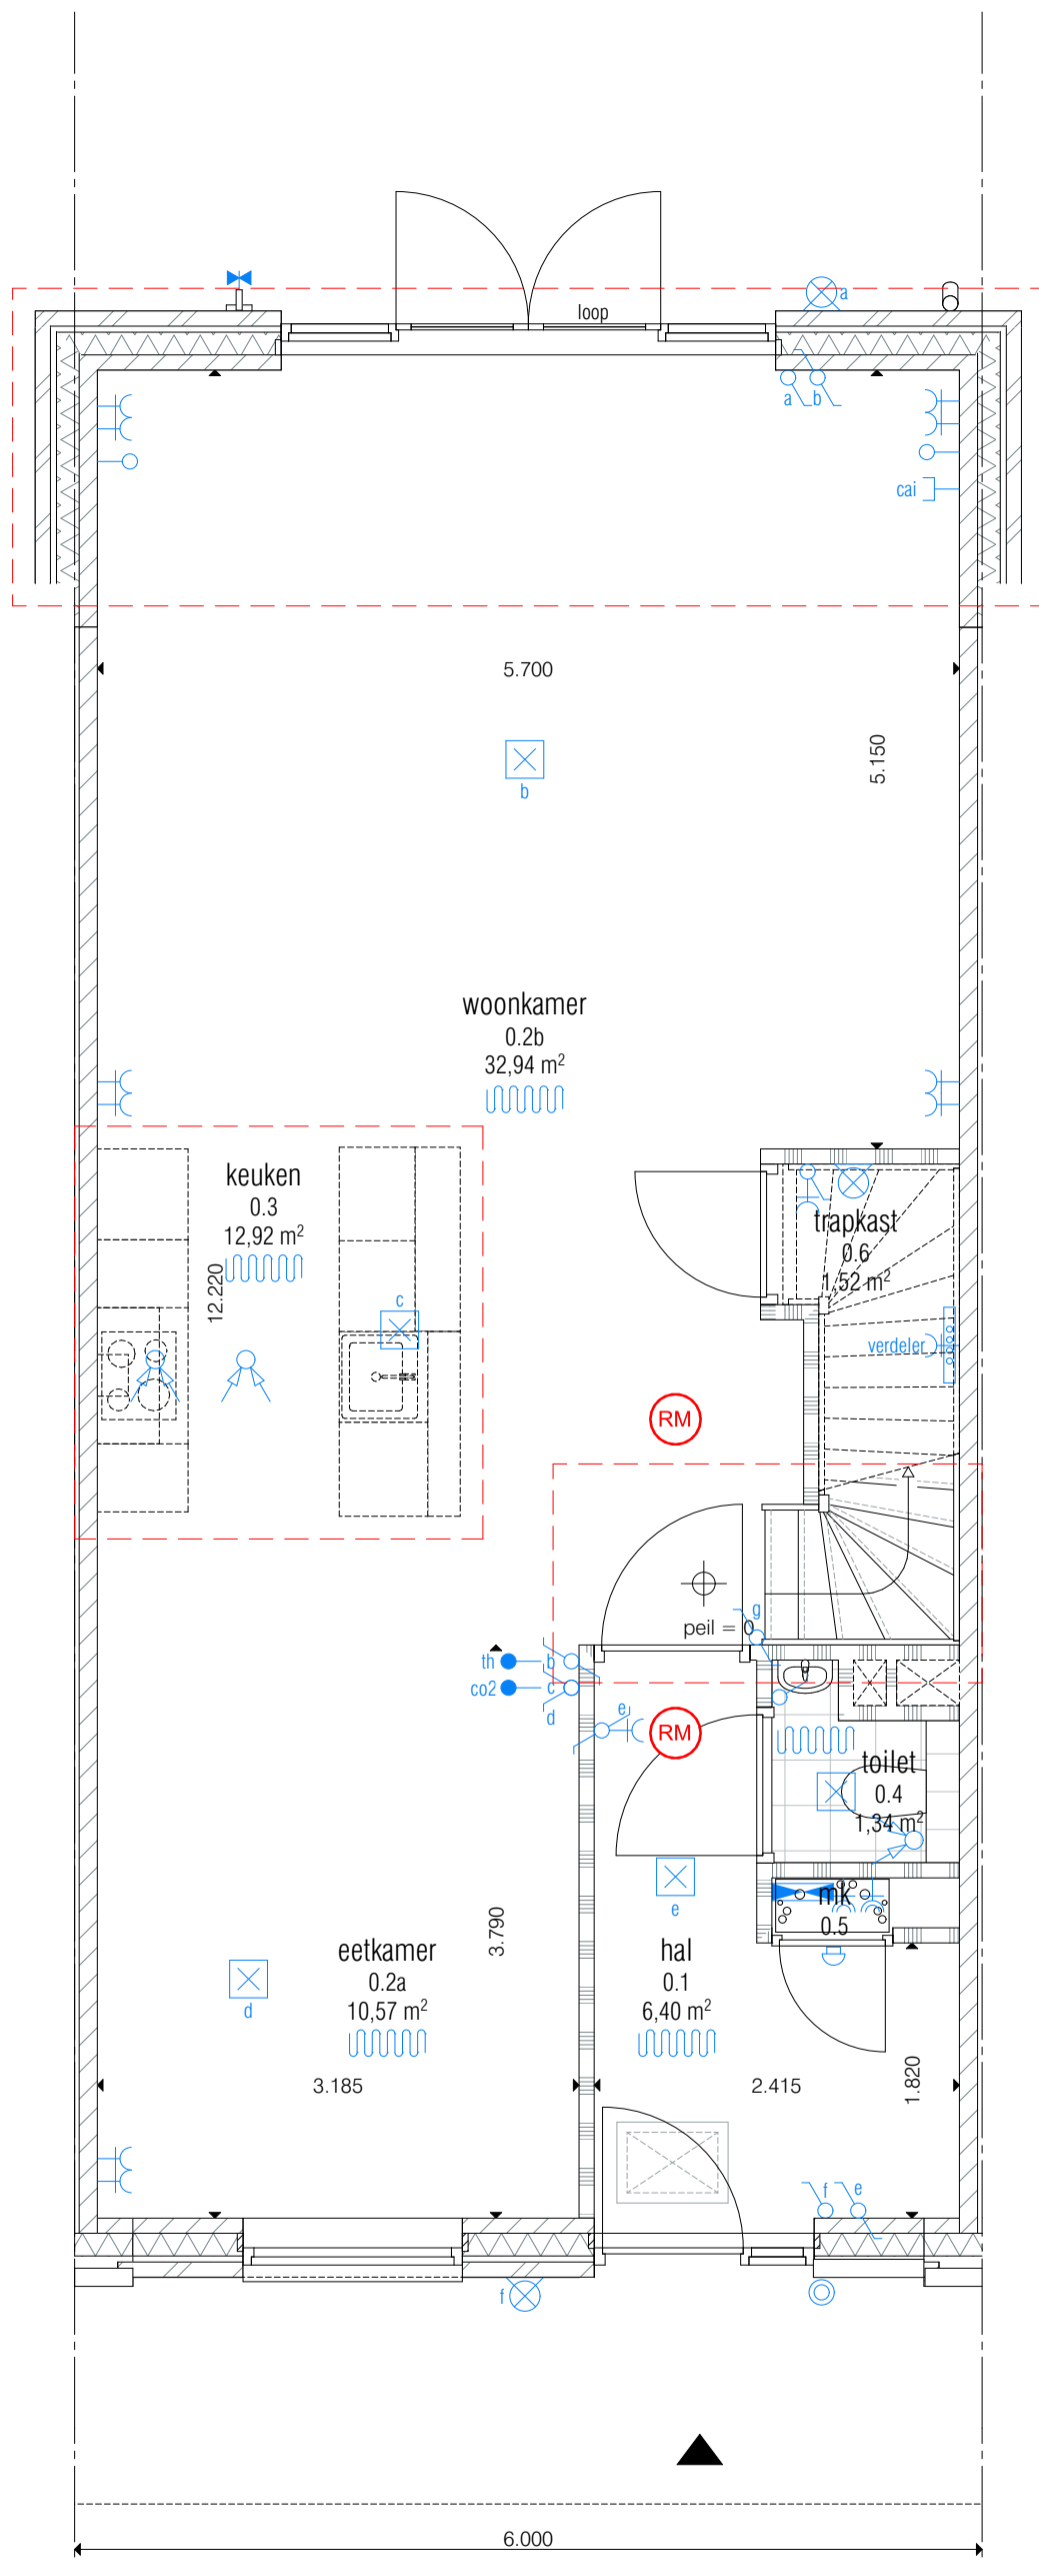 loop
a
a
b
cai
5.700
5.150
b
woonkamer
0.2b
32,94 m²
keuken
0.3
12,92 m²
12.220
c
trapkast
0.6
1,52 m²
verdeler
RM
g
peil = 0
th
b
co2
c
d
e
RM
toilet
0.4
1,34 m²
mk
0.5
e
3.790
eetkamer
0.2a
10,57 m²
hal
0.1
6,40 m²
d
3.185
2.415
1.820
f
e
f
6.000